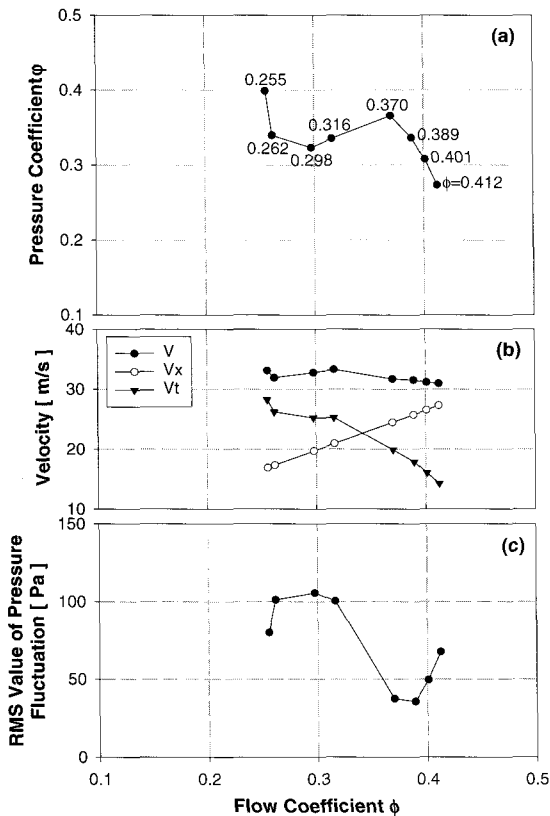 0.5
(a)
0.4
0.3
0.2
0.1
Pressure Coefficient φ
0.255
0.262
0.298
0.316
0.370
0.389
0.401
ϕ=0.412
40
30
20
10
Velocity [ m/s ]
V
Vx
Vt
(b)
150
100
50
0
RMS Value of Pressure
Fluctuation [ Pa ]
(c)
0.1 0.2 0.3 0.4 0.5
Flow Coefficient ϕ